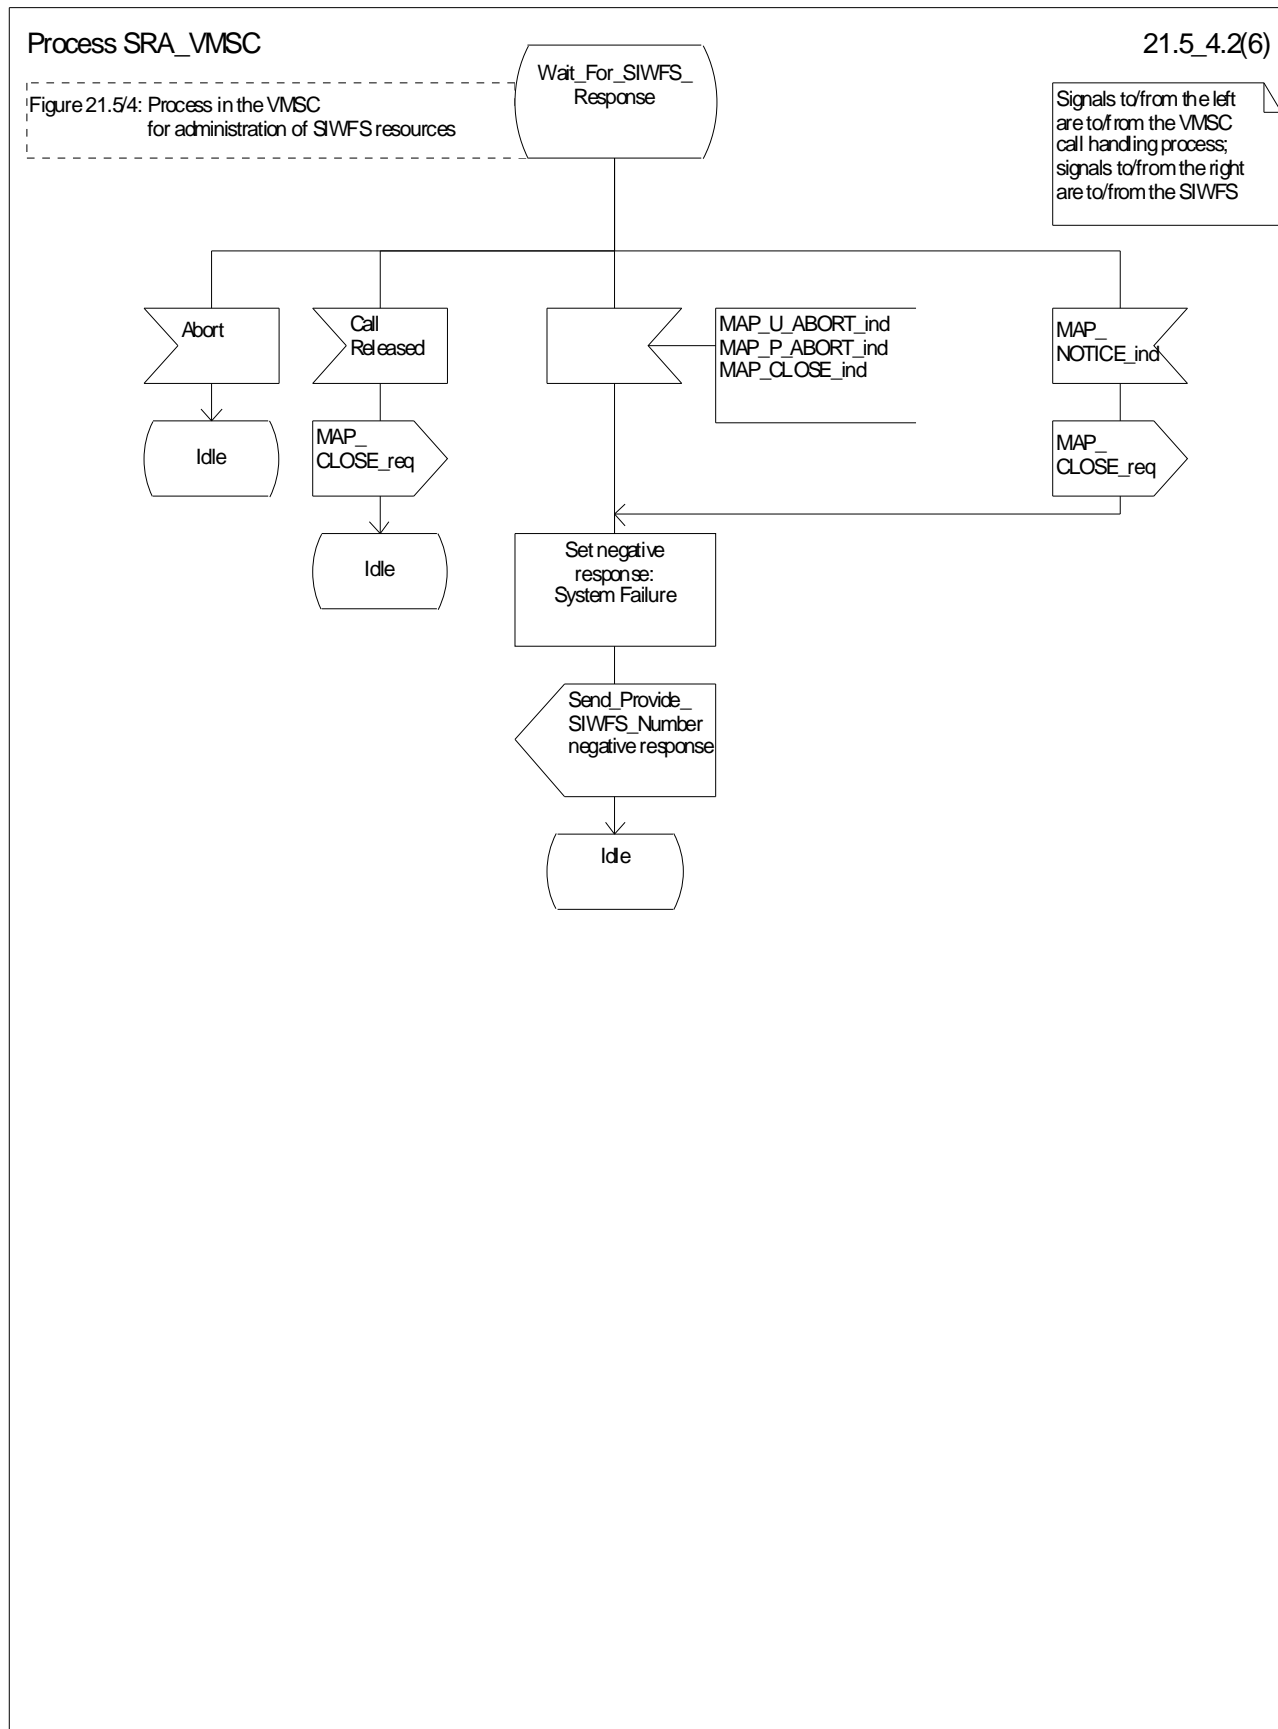 Process SRA_VMSC
21.5_4.2(6)
Figure 21.5/4: Process in the VMSC
for administration of SIWFS resources
Wait_For_SIWFS_
Response
Signals to/from the left
are to/from the VMSC
call handling process;
signals to/from the right
are to/from the SIWFS
Abort
Call
Released
MAP_U_ABORT_ind
MAP_P_ABORT_ind
MAP_CLOSE_ind
MAP_
NOTICE_ind
Idle
MAP_
CLOSE_req
MAP_
CLOSE_req
Idle
Set negative
response:
System Failure
Send_Provide_
SIWFS_Number
negative response
Idle